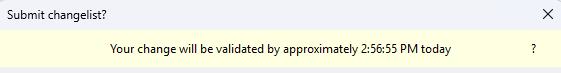 Submit changelist?
Your change will be validated by approximately 2:56:55 PM today ?